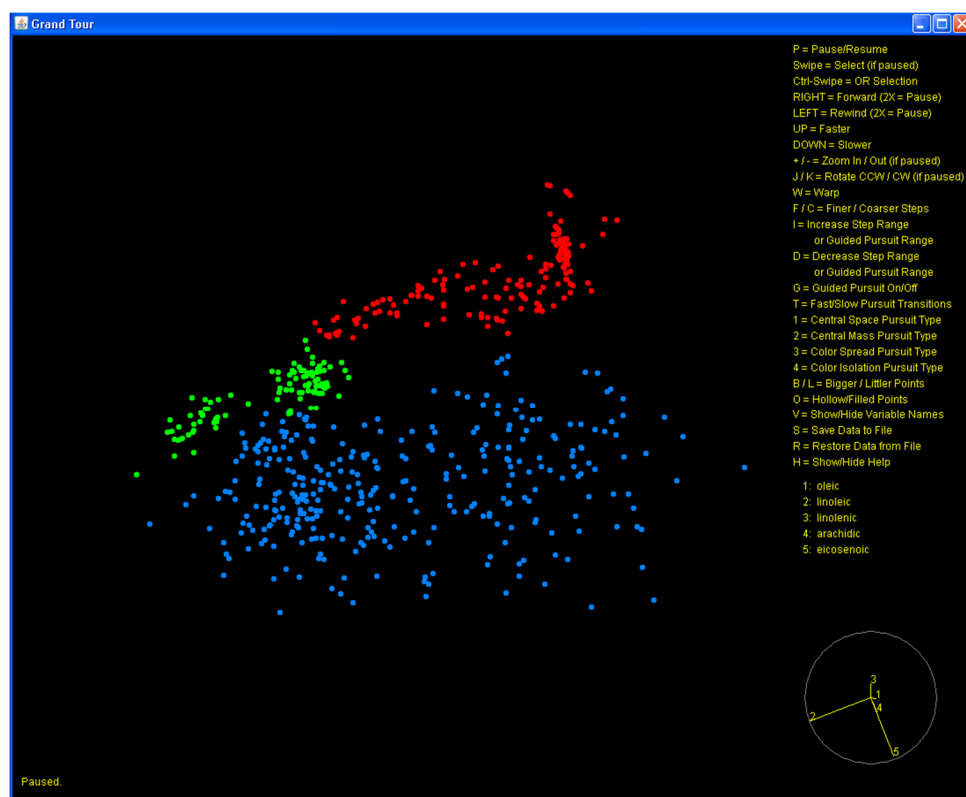 Grand Tour
P = Pause/Resume
Swipe = Select (if paused)
Ctrl-Swipe = OR Selection
RIGHT = Forward (2X = Pause)
LEFT = Rewind (2X = Pause)
UP = Faster
DOWN = Slower
+ / - = Zoom In / Out (if paused)
J / K = Rotate CCW / CW (if paused)
W = Warp
F / C = Finer / Coarser Steps
I = Increase Step Range
or Guided Pursuit Range
D = Decrease Step Range
or Guided Pursuit Range
G = Guided Pursuit On/Off
T = Fast/Slow Pursuit Transitions
1 = Central Space Pursuit Type
2 = Central Mass Pursuit Type
3 = Color Spread Pursuit Type
4 = Color Isolation Pursuit Type
B / L = Bigger / Littler Points
O = Hollow/Filled Points
V = Show/Hide Variable Names
S = Save Data to File
R = Restore Data from File
H = Show/Hide Help
1: oleic
2: linoleic
3: linolenic
4: arachidic
5: eicosenoic
3
1
4
2
5
Paused.